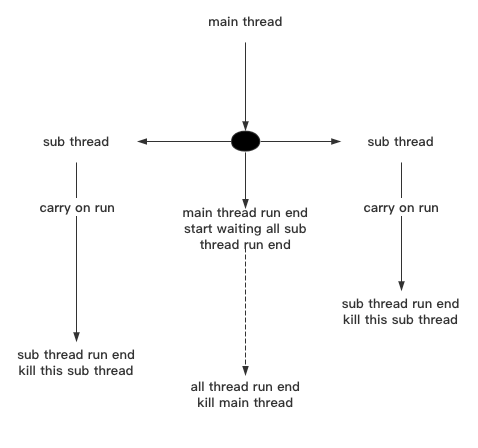 main thread
sub thread
sub thread
carry on run
carry on run
main thread run end
start waiting all sub
thread run end
sub thread run end
kill this sub thread
sub thread run end
kill this sub thread
all thread run end
kill main thread